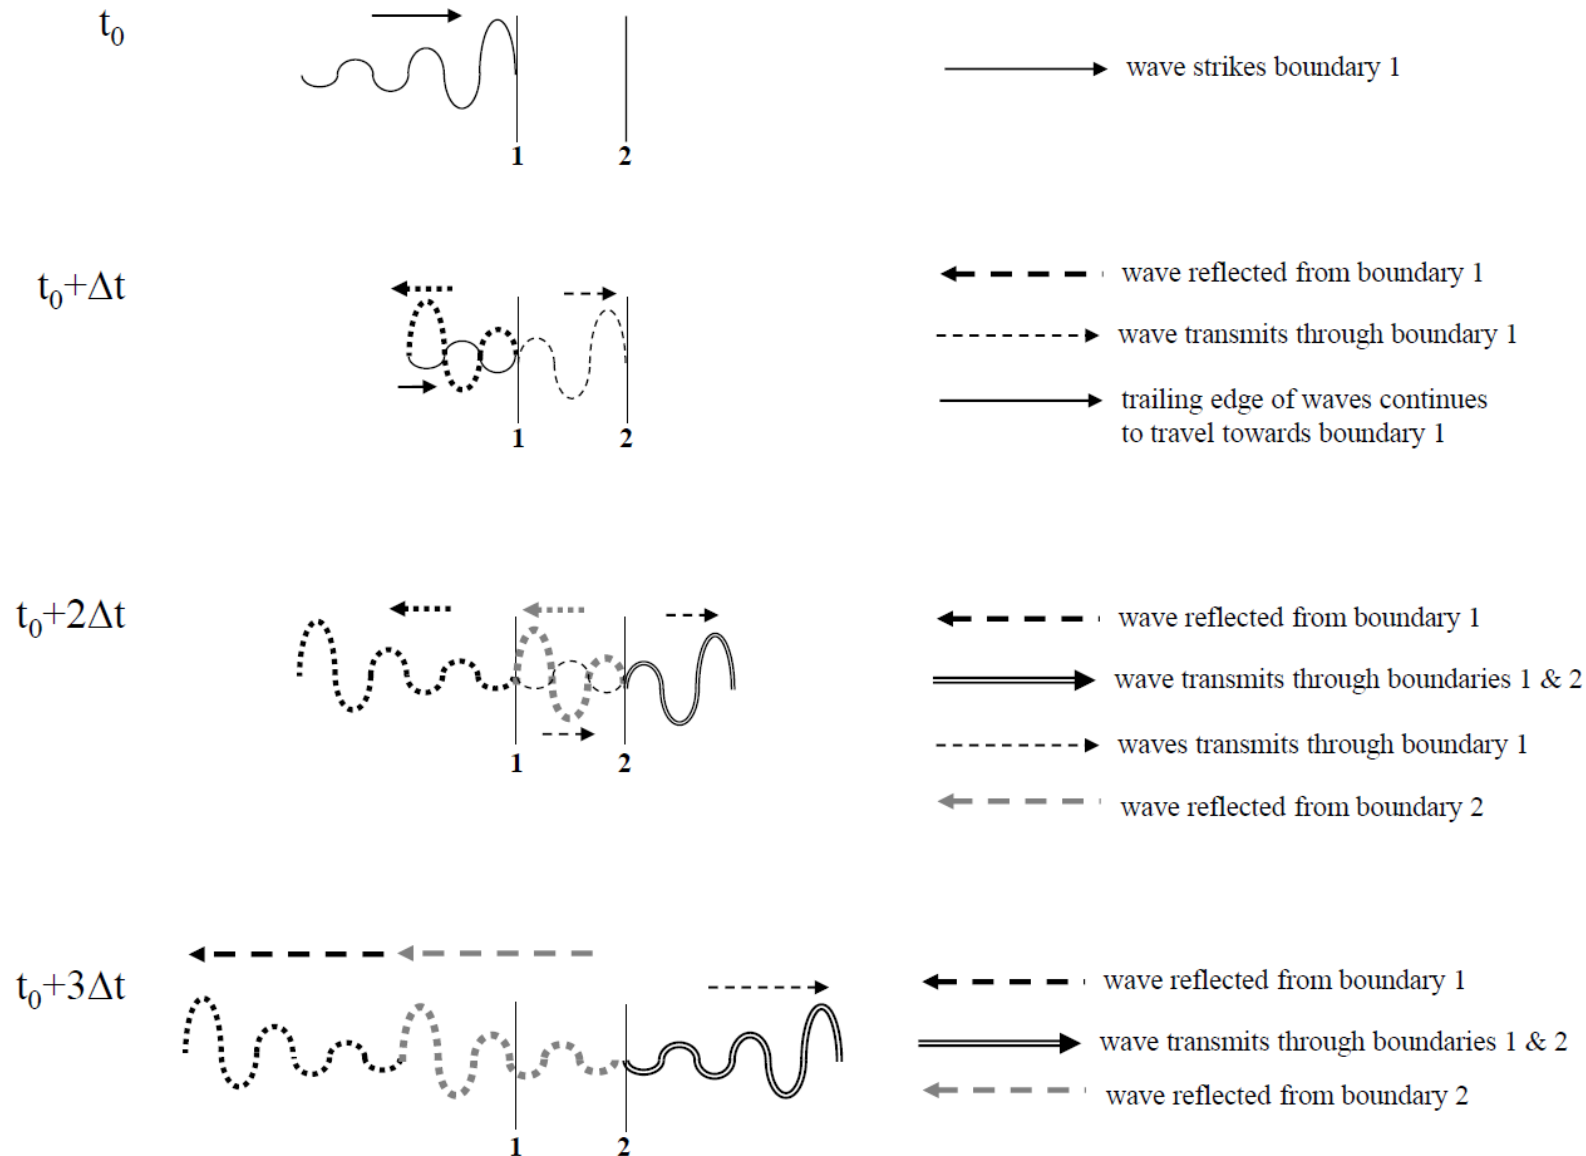 t0
wave strikes boundary 1
1 2
t0+Δt
wave reflected from boundary 1
wave transmits through boundary 1
trailing edge of waves continues
to travel towards boundary 1
1 2
t0+2Δt
wave reflected from boundary 1
wave transmits through boundaries 1 & 2
waves transmits through boundary 1
wave reflected from boundary 2
1 2
t0+3Δt
wave reflected from boundary 1
wave transmits through boundaries 1 & 2
wave reflected from boundary 2
1 2